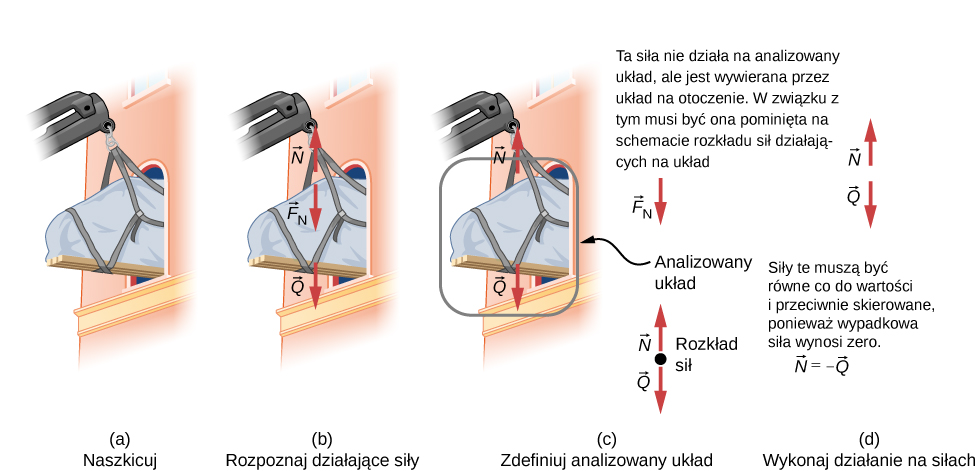 Ta siła nie działa na analizowany
układ, ale jest wywierana przez
układ na otoczenie. W związku z
tym musi być ona pominięta na
schemacie rozkładu sił działają-
cych na układ
N⃗
F⃗N
Q⃗
N⃗
Q⃗
F⃗N
Analizowany
układ
N⃗
Rozkład
sił
Q⃗
N⃗
Q⃗
Siły te muszą być
równe co do wartości
i przeciwnie skierowane,
ponieważ wypadkowa
siła wynosi zero.
N⃗ = −Q⃗
(a)
Naszkicuj
(b)
Rozpoznaj działające siły
(c)
Zdefiniuj analizowany układ
(d)
Wykonaj działanie na siłach